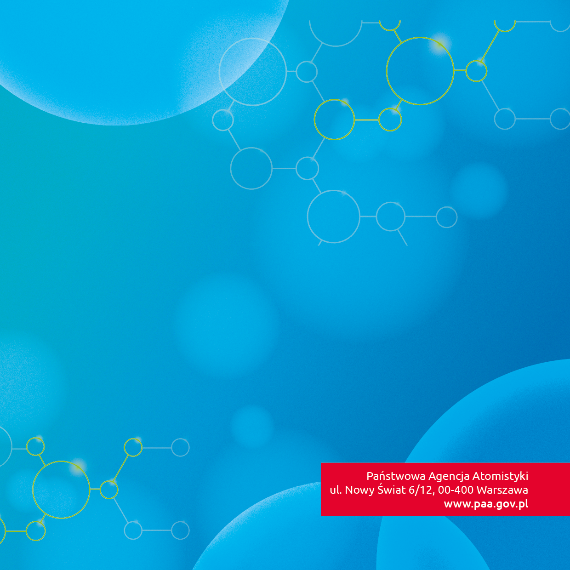 Państwowa Agencja Atomistyki
ul. Nowy Świat 6/12, 00-400 Warszawa
www.paa.gov.pl